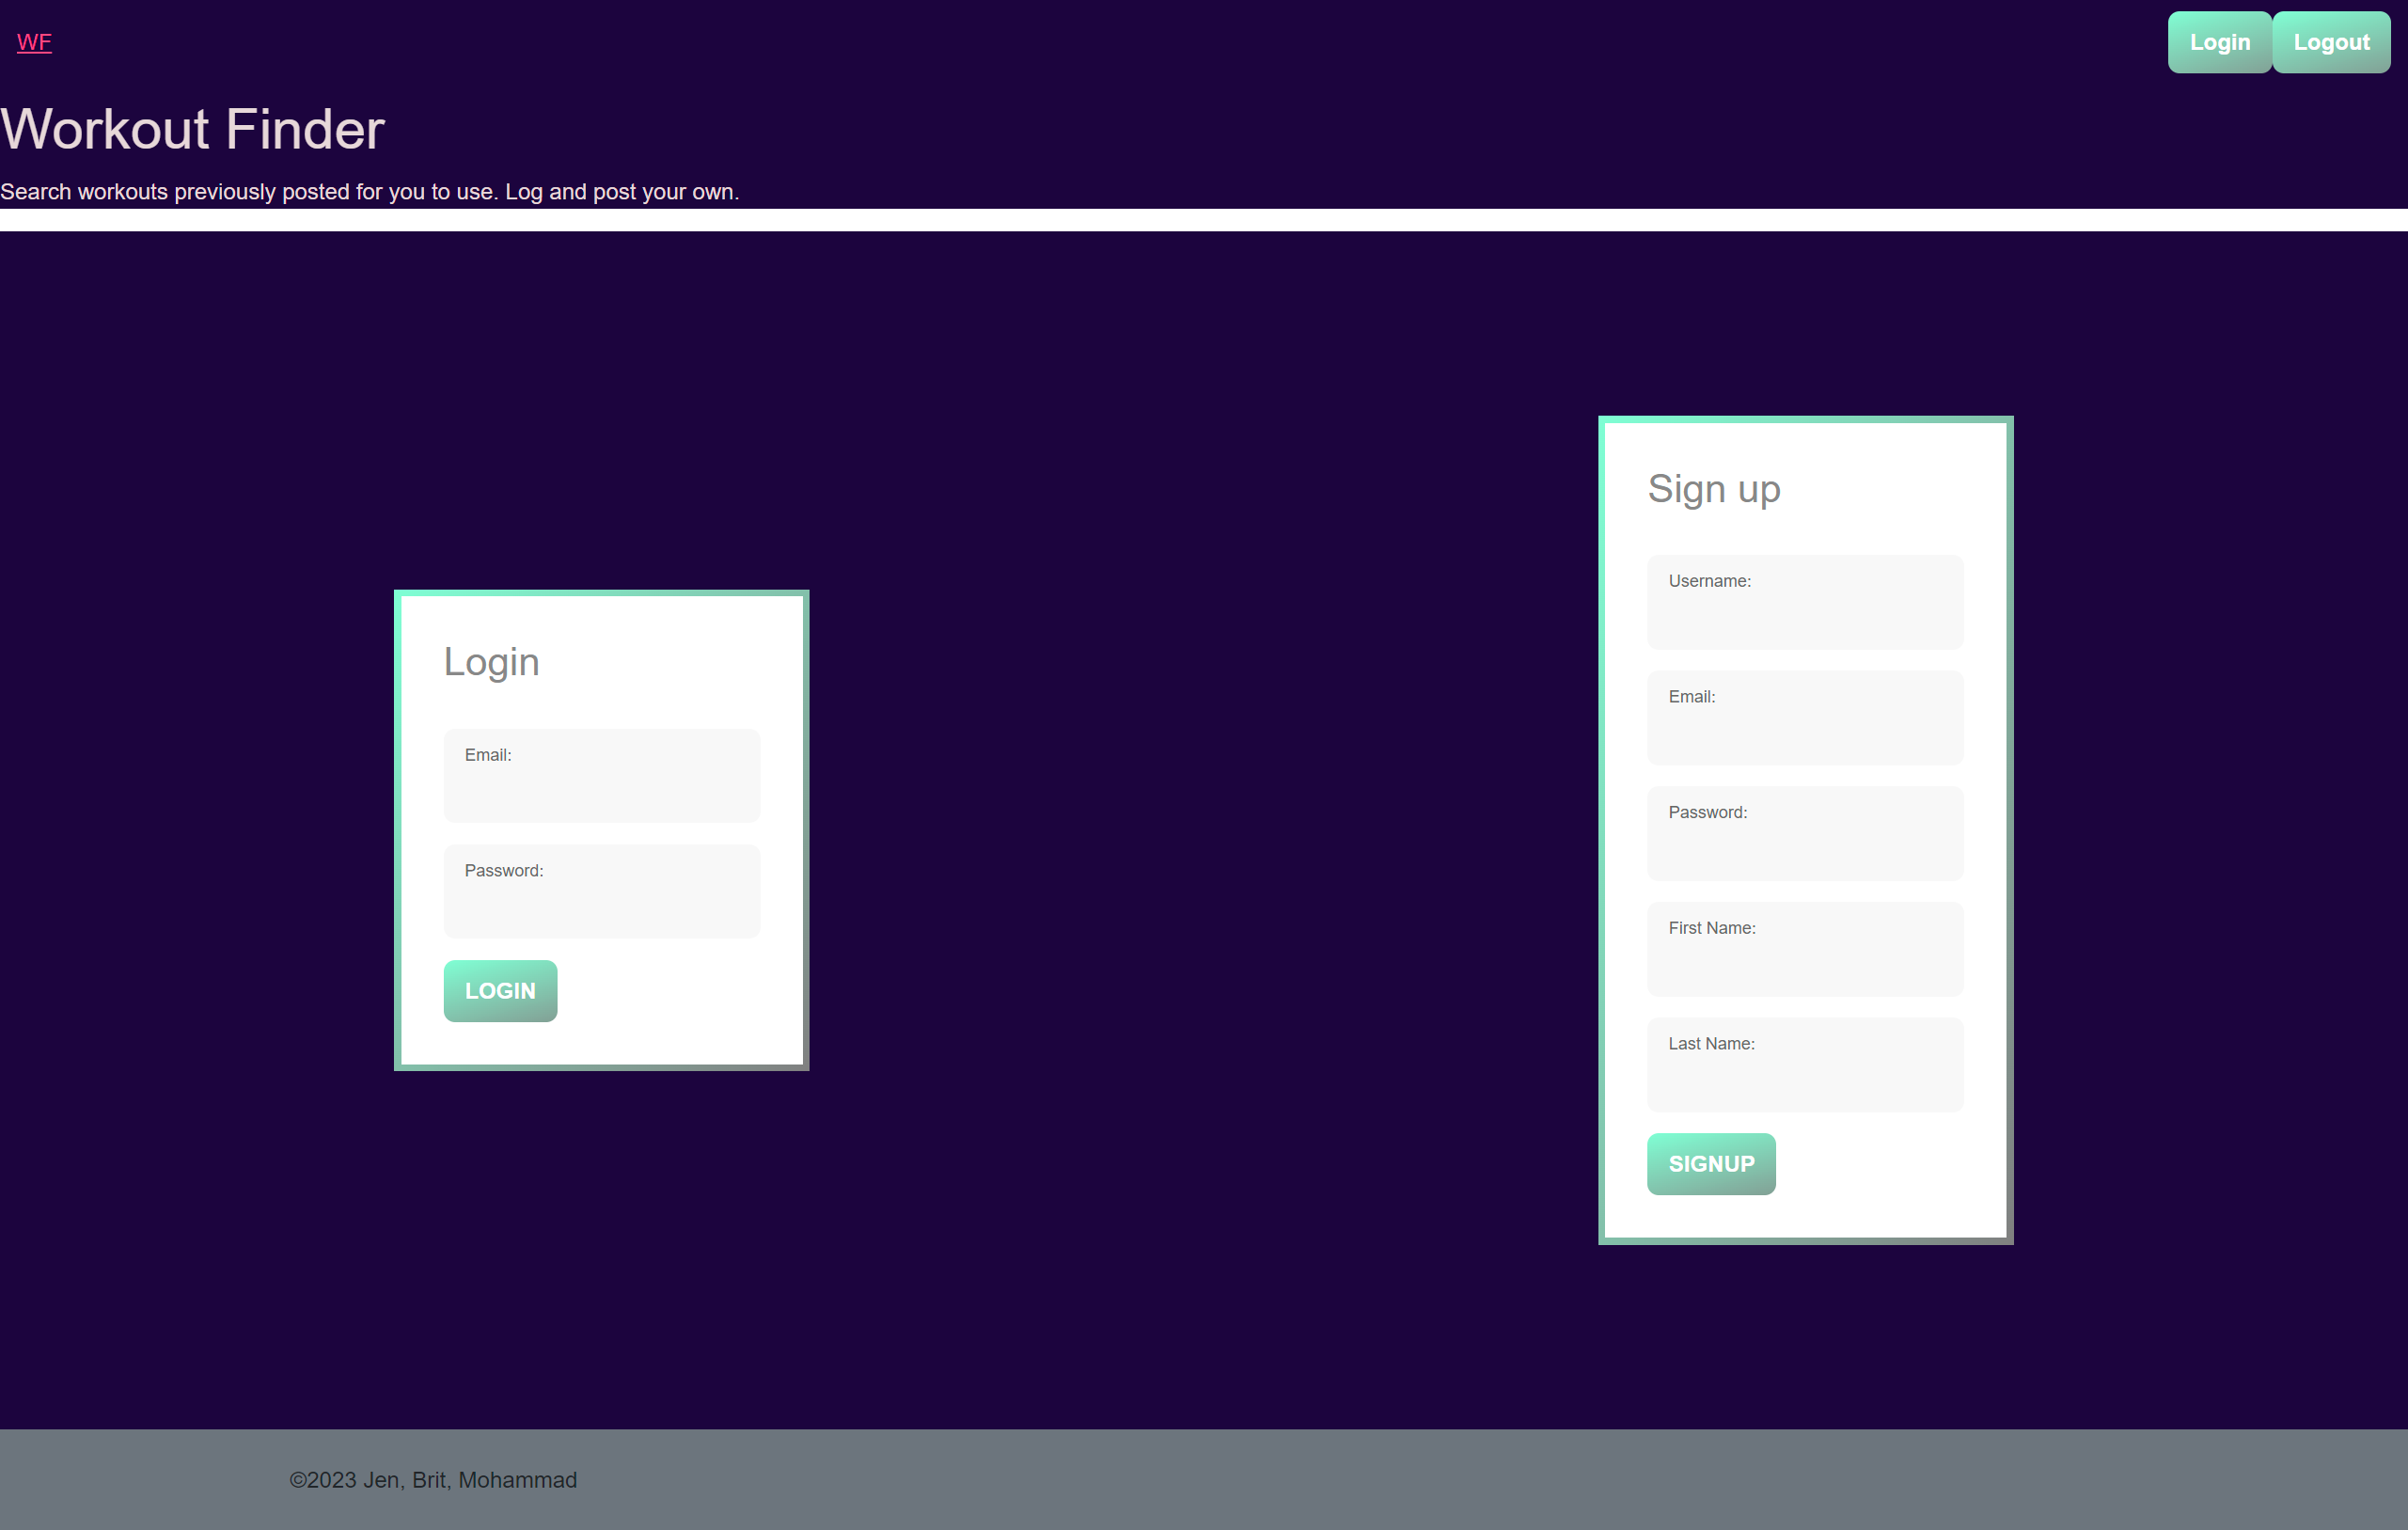 WF
Login
Logout
Workout Finder
Search workouts previously posted for you to use. Log and post your own.
Login
Email:
Password:
LOGIN
Sign up
Username:
Email:
Password:
First Name:
Last Name:
SIGNUP
©2023 Jen, Brit, Mohammad